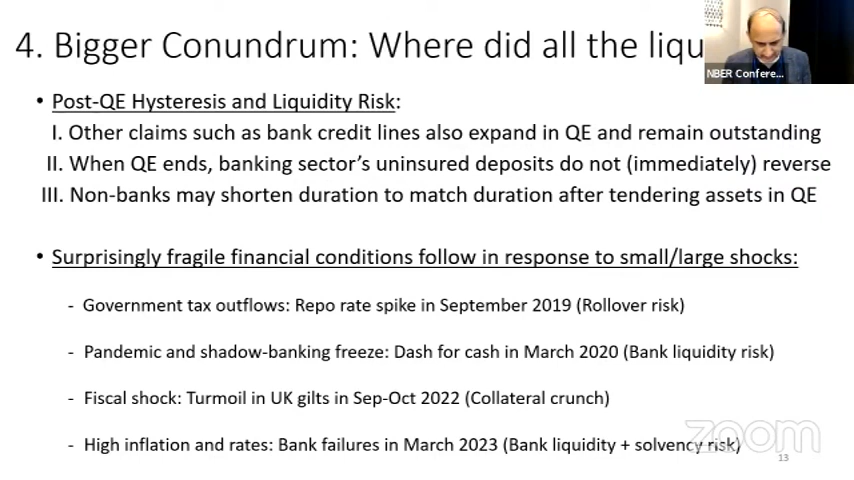 4. Bigger Conundrum: Where did all the liqu
NBER Confere...
• Post-QE Hysteresis and Liquidity Risk:
I. Other claims such as bank credit lines also expand in QE and remain outstanding
II. When QE ends, banking sector's uninsured deposits do not (immediately) reverse
III. Non-banks may shorten duration to match duration after tendering assets in QE
• Surprisingly fragile financial conditions follow in response to small/large shocks:
- Government tax outflows: Repo rate spike in September 2019 (Rollover risk)
- Pandemic and shadow-banking freeze: Dash for cash in March 2020 (Bank liquidity risk)
- Fiscal shock: Turmoil in UK gilts in Sep-Oct 2022 (Collateral crunch)
- High inflation and rates: Bank failures in March 2023 (Bank liquidity + solvency risk)
zoom
13